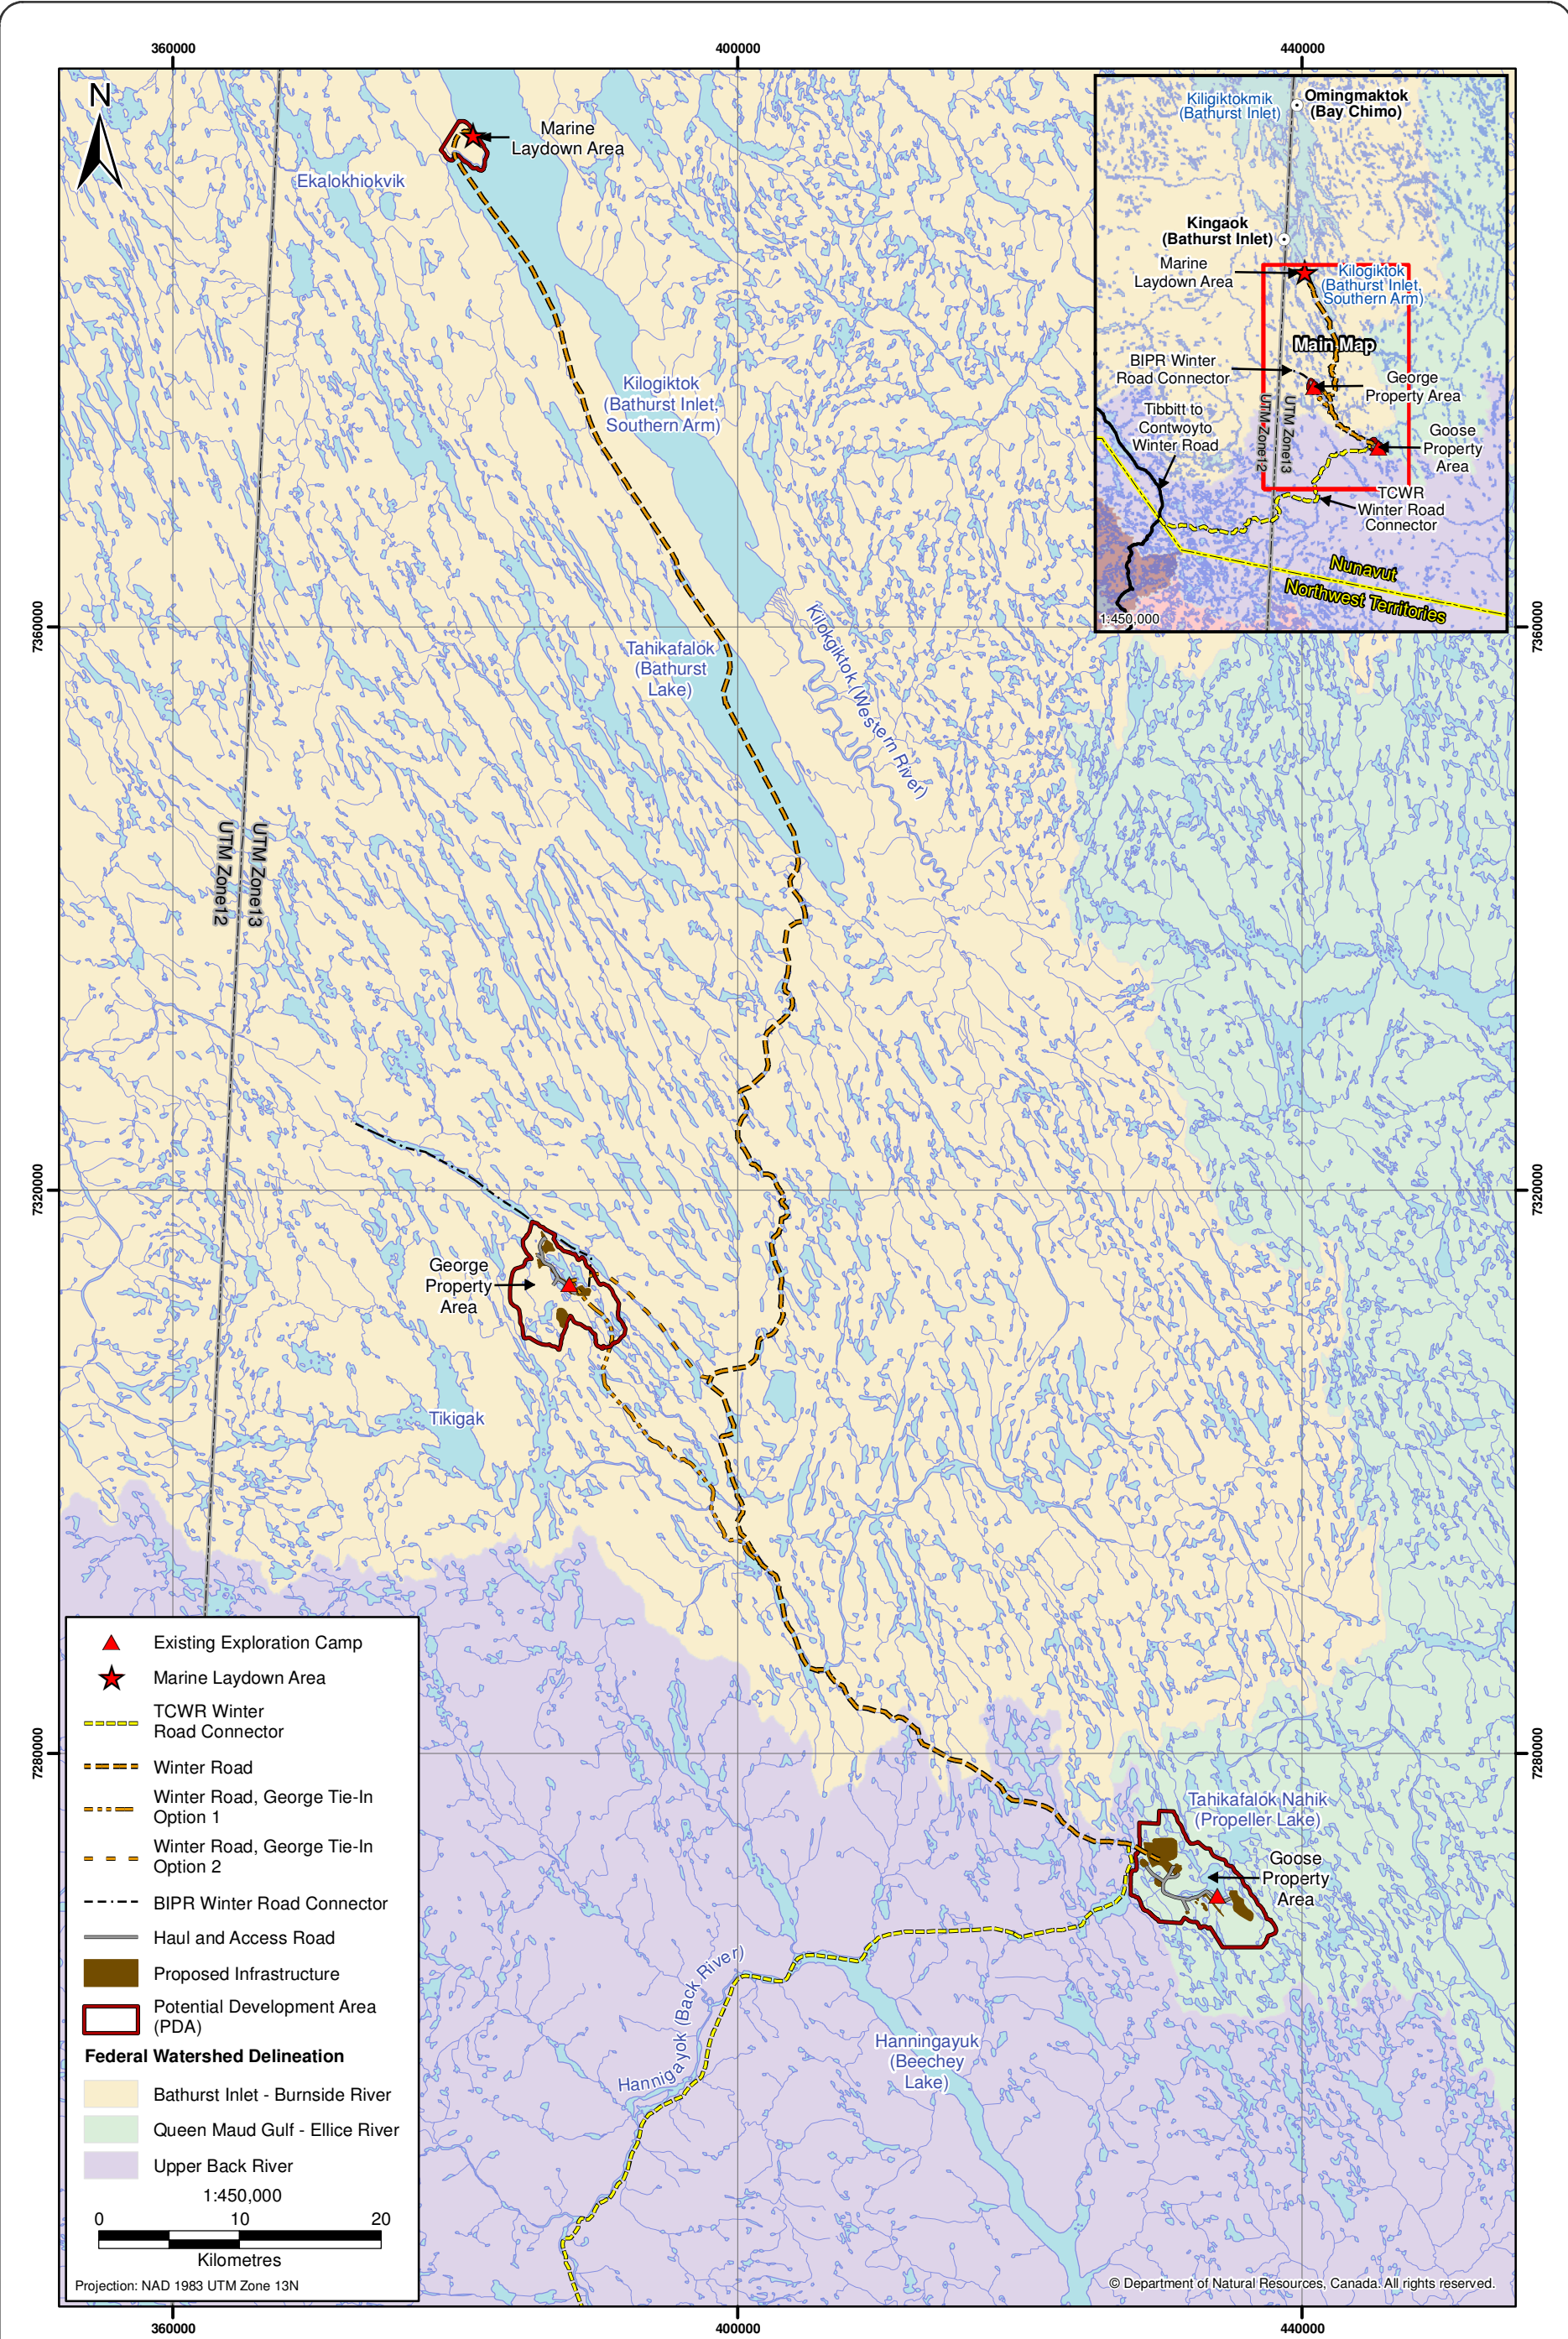 360000
400000
440000
N
Marine
Laydown Area
Ekalokhiokvik
Kilogiktok
(Bathurst Inlet,
Southern Arm)
Tahikafalok
(Bathurst
Lake)
Kilokgiktok (Western River)
7360000
7360000
Kiligiktokmik
(Bathurst Inlet)
Omingmaktok
(Bay Chimo)
Kingaok
(Bathurst Inlet)
Marine
Laydown Area
Kilogiktok
(Bathurst Inlet,
Southern Arm)
Main Map
BIPR Winter
Road Connector
George
Property Area
Tibbitt to
Contwoyto
Winter Road
UTM Zone12
UTM Zone13
Goose
Property
Area
TCWR
Winter Road
Connector
Nunavut
Northwest Territories
1:450,000
UTM Zone12
UTM Zone13
7320000
7320000
George
Property
Area
Tikigak
7280000
7280000
Tahikafalok Nahik
(Propeller Lake)
Goose
Property
Area
Hannigayok (Back River)
Hanningayuk
(Beechey
Lake)
Existing Exploration Camp
Marine Laydown Area
TCWR Winter
Road Connector
Winter Road
Winter Road, George Tie-In
Option 1
Winter Road, George Tie-In
Option 2
BIPR Winter Road Connector
Haul and Access Road
Proposed Infrastructure
Potential Development Area
(PDA)
Federal Watershed Delineation
Bathurst Inlet - Burnside River
Queen Maud Gulf - Ellice River
Upper Back River
1:450,000
0 10 20
Kilometres
Projection: NAD 1983 UTM Zone 13N
© Department of Natural Resources, Canada. All rights reserved.
360000
400000
440000